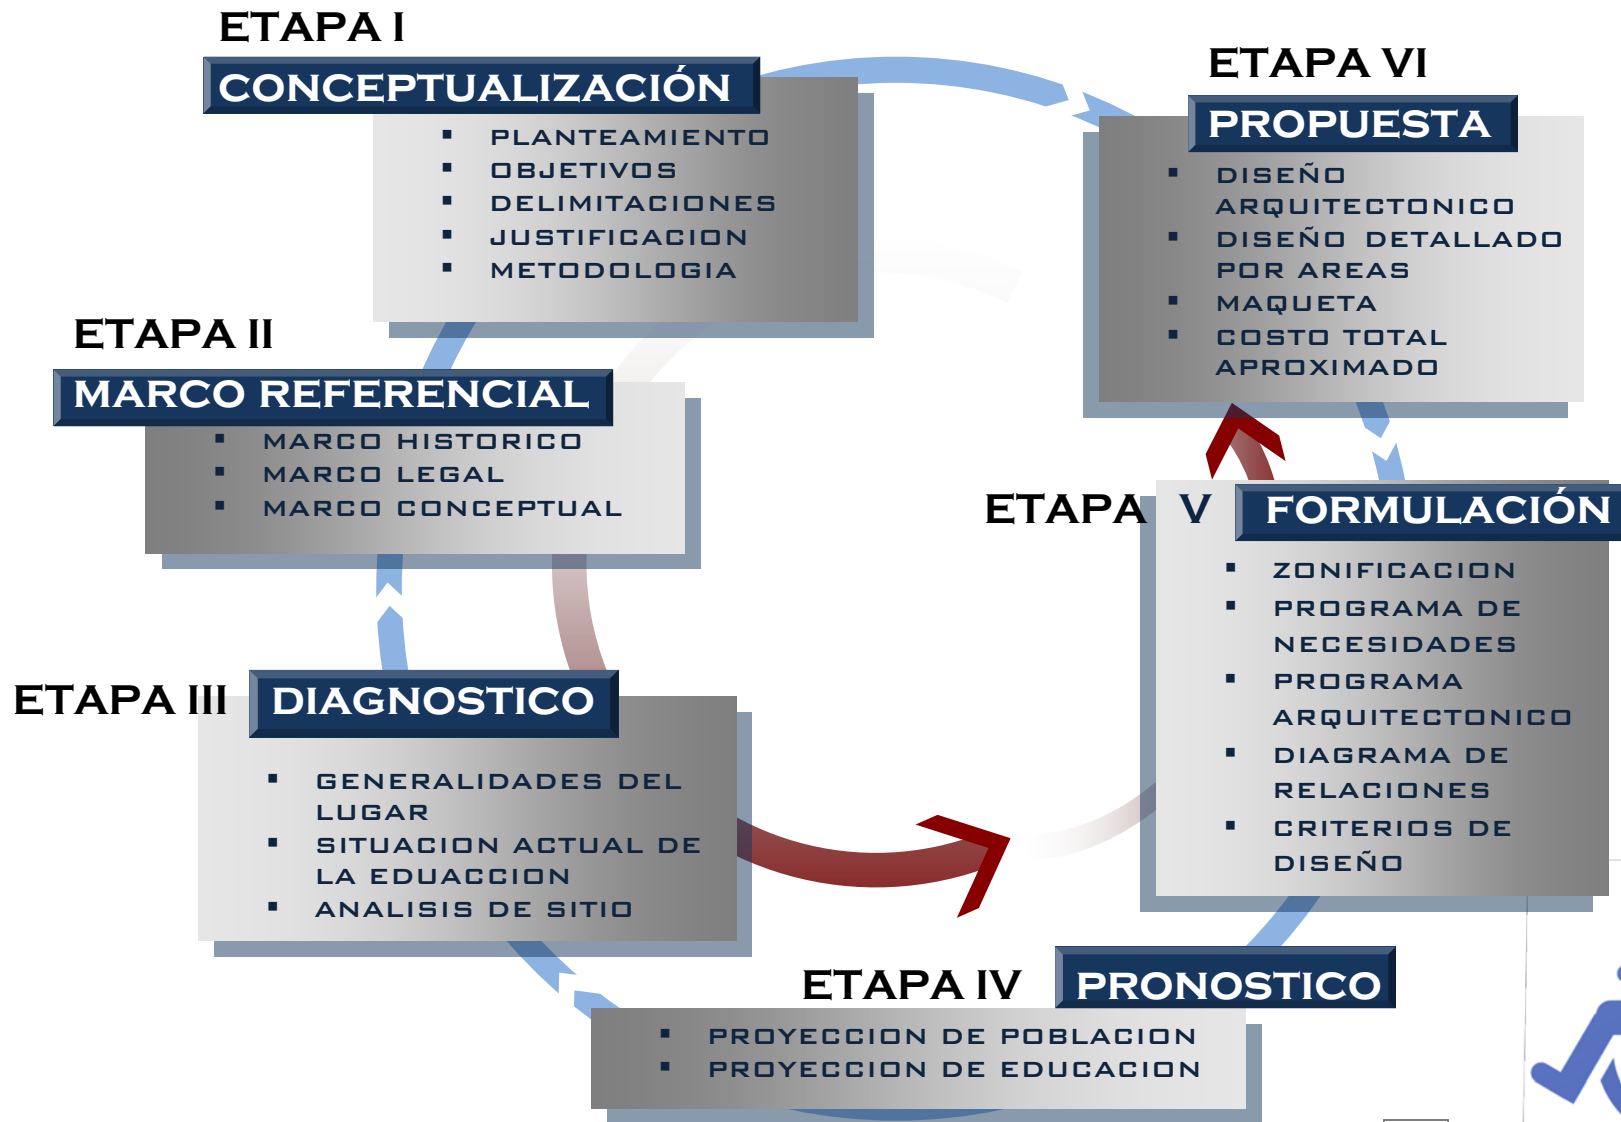 ETAPA I
CONCEPTUALIZACIÓN
▪ PLANTEAMIENTO
▪ OBJETIVOS
▪ DELIMITACIONES
▪ JUSTIFICACION
▪ METODOLOGIA
ETAPA II
MARCO REFERENCIAL
▪ MARCO HISTORICO
▪ MARCO LEGAL
▪ MARCO CONCEPTUAL
ETAPA III
DIAGNOSTICO
▪ GENERALIDADES DEL
LUGAR
▪ SITUACION ACTUAL DE
LA EDUACCION
▪ ANALISIS DE SITIO
ETAPA IV
PRONOSTICO
▪ PROYECCION DE POBLACION
▪ PROYECCION DE EDUCACION
ETAPA V
FORMULACIÓN
▪ ZONIFICACION
▪ PROGRAMA DE
NECESIDADES
▪ PROGRAMA
ARQUITECTONICO
▪ DIAGRAMA DE
RELACIONES
▪ CRITERIOS DE
DISEÑO
ETAPA VI
PROPUESTA
▪ DISEÑO
ARQUITECTONICO
▪ DISEÑO DETALLADO
POR AREAS
▪ MAQUETA
▪ COSTO TOTAL
APROXIMADO